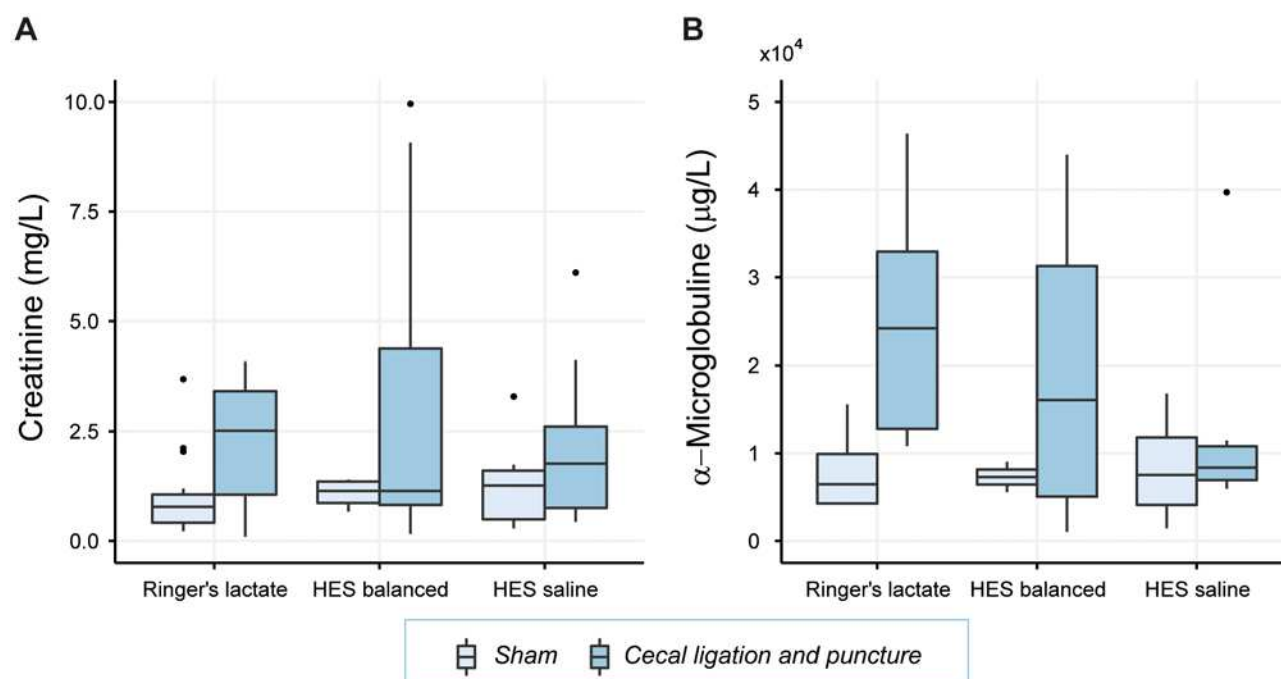 A
Creatinine (mg/L)
10.0
7.5
5.0
2.5
0.0
Ringer's lactate HES balanced HES saline
B
x10⁴
α−Microglobuline (μg/L)
5
4
3
2
1
0
Ringer's lactate HES balanced HES saline
Sham Cecal ligation and puncture